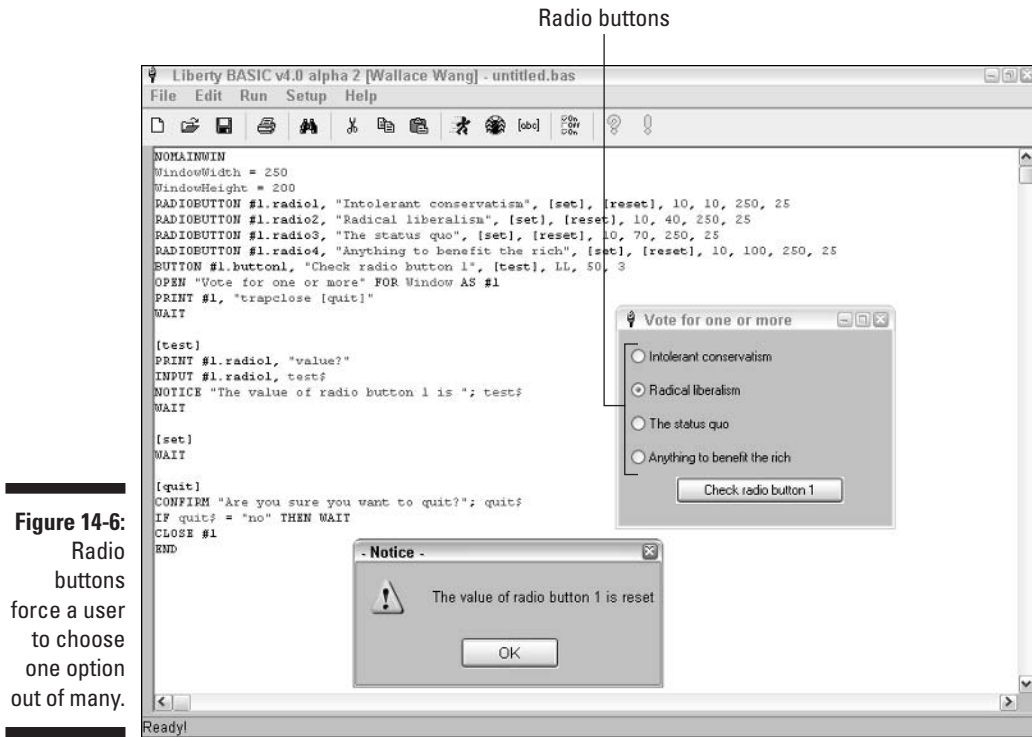 Radio buttons
Liberty BASIC v4.0 alpha 2 [Wallace Wang] - untitled.bas
File Edit Run Setup Help
[abc]
On
Off
On
NOMAINWIN
WindowWidth = 250
WindowHeight = 200
RADIOBUTTON #1.radio1, "Intolerant conservatism", [set], [reset], 10, 10, 250, 25
RADIOBUTTON #1.radio2, "Radical liberalism", [set], [reset], 10, 40, 250, 25
RADIOBUTTON #1.radio3, "The status quo", [set], [reset], 10, 70, 250, 25
RADIOBUTTON #1.radio4, "Anything to benefit the rich", [set], [reset], 10, 100, 250, 25
BUTTON #1.button1, "Check radio button 1", [test], LL, 50, 3
OPEN "Vote for one or more" FOR Window AS #1
PRINT #1, "trapclose [quit]"
WAIT
[test]
PRINT #1.radio1, "value?"
INPUT #1.radio1, test$
NOTICE "The value of radio button 1 is "; test$
WAIT
[set]
WAIT
[quit]
CONFIRM "Are you sure you want to quit?"; quit$
IF quit$ = "no" THEN WAIT
CLOSE #1
END
Vote for one or more
Intolerant conservatism
Radical liberalism
The status quo
Anything to benefit the rich
Check radio button 1
- Notice -
The value of radio button 1 is reset
OK
Ready!
Figure 14-6:
Radio
buttons
force a user
to choose
one option
out of many.